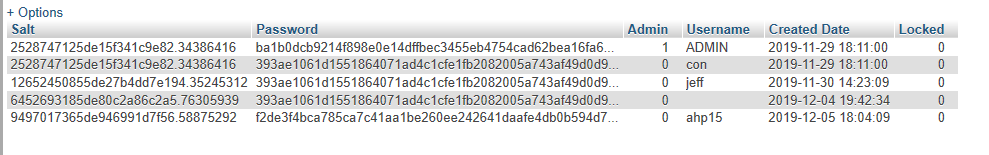 + Options
Salt Password Admin Username Created Date Locked
2528747125de15f341c9e82.34386416 ba1b0dcb9214f898e0e14dffbec3455eb4754cad62bea16fa6... 1 ADMIN 2019-11-29 18:11:00 0
2528747125de15f341c9e82.34386416 393ae1061d1551864071ad4c1cfe1fb2082005a743af49d0d9... 0 con 2019-11-29 18:11:00 0
12652450855de27b4dd7e194.35245312 393ae1061d1551864071ad4c1cfe1fb2082005a743af49d0d9... 0 jeff 2019-11-30 14:23:09 0
6452693185de80c2a86c2a5.76305939 393ae1061d1551864071ad4c1cfe1fb2082005a743af49d0d9... 0 2019-12-04 19:42:34 0
9497017365de946991d7f56.58875292 f2de3f4bca785ca7c41aa1be260ee242641daafe4db0b594d7... 0 ahp15 2019-12-05 18:04:09 0